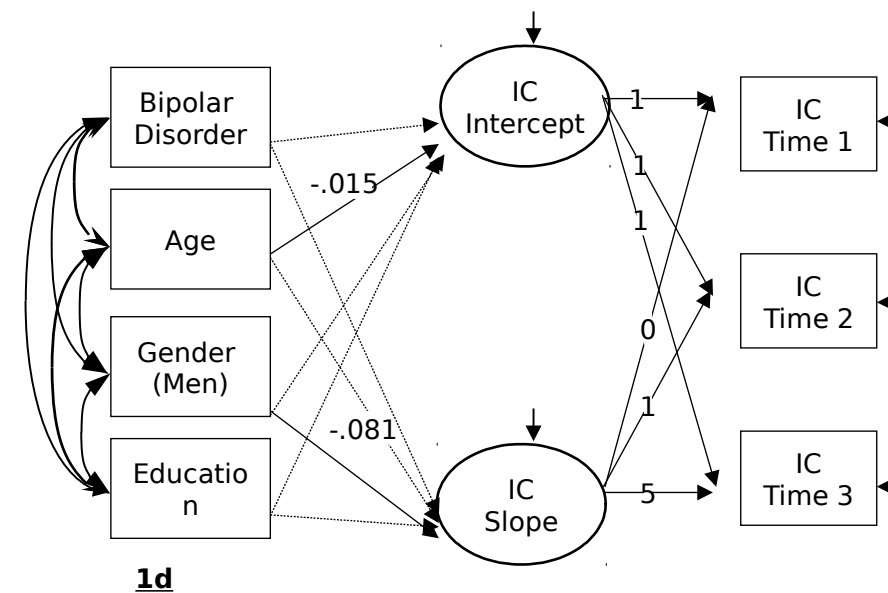 Bipolar
Disorder
Age
Gender
(Men)
Educatio
n
1d
-.015
-.081
IC
Intercept
IC
Slope
1
1
1
0
1
5
IC
Time 1
IC
Time 2
IC
Time 3